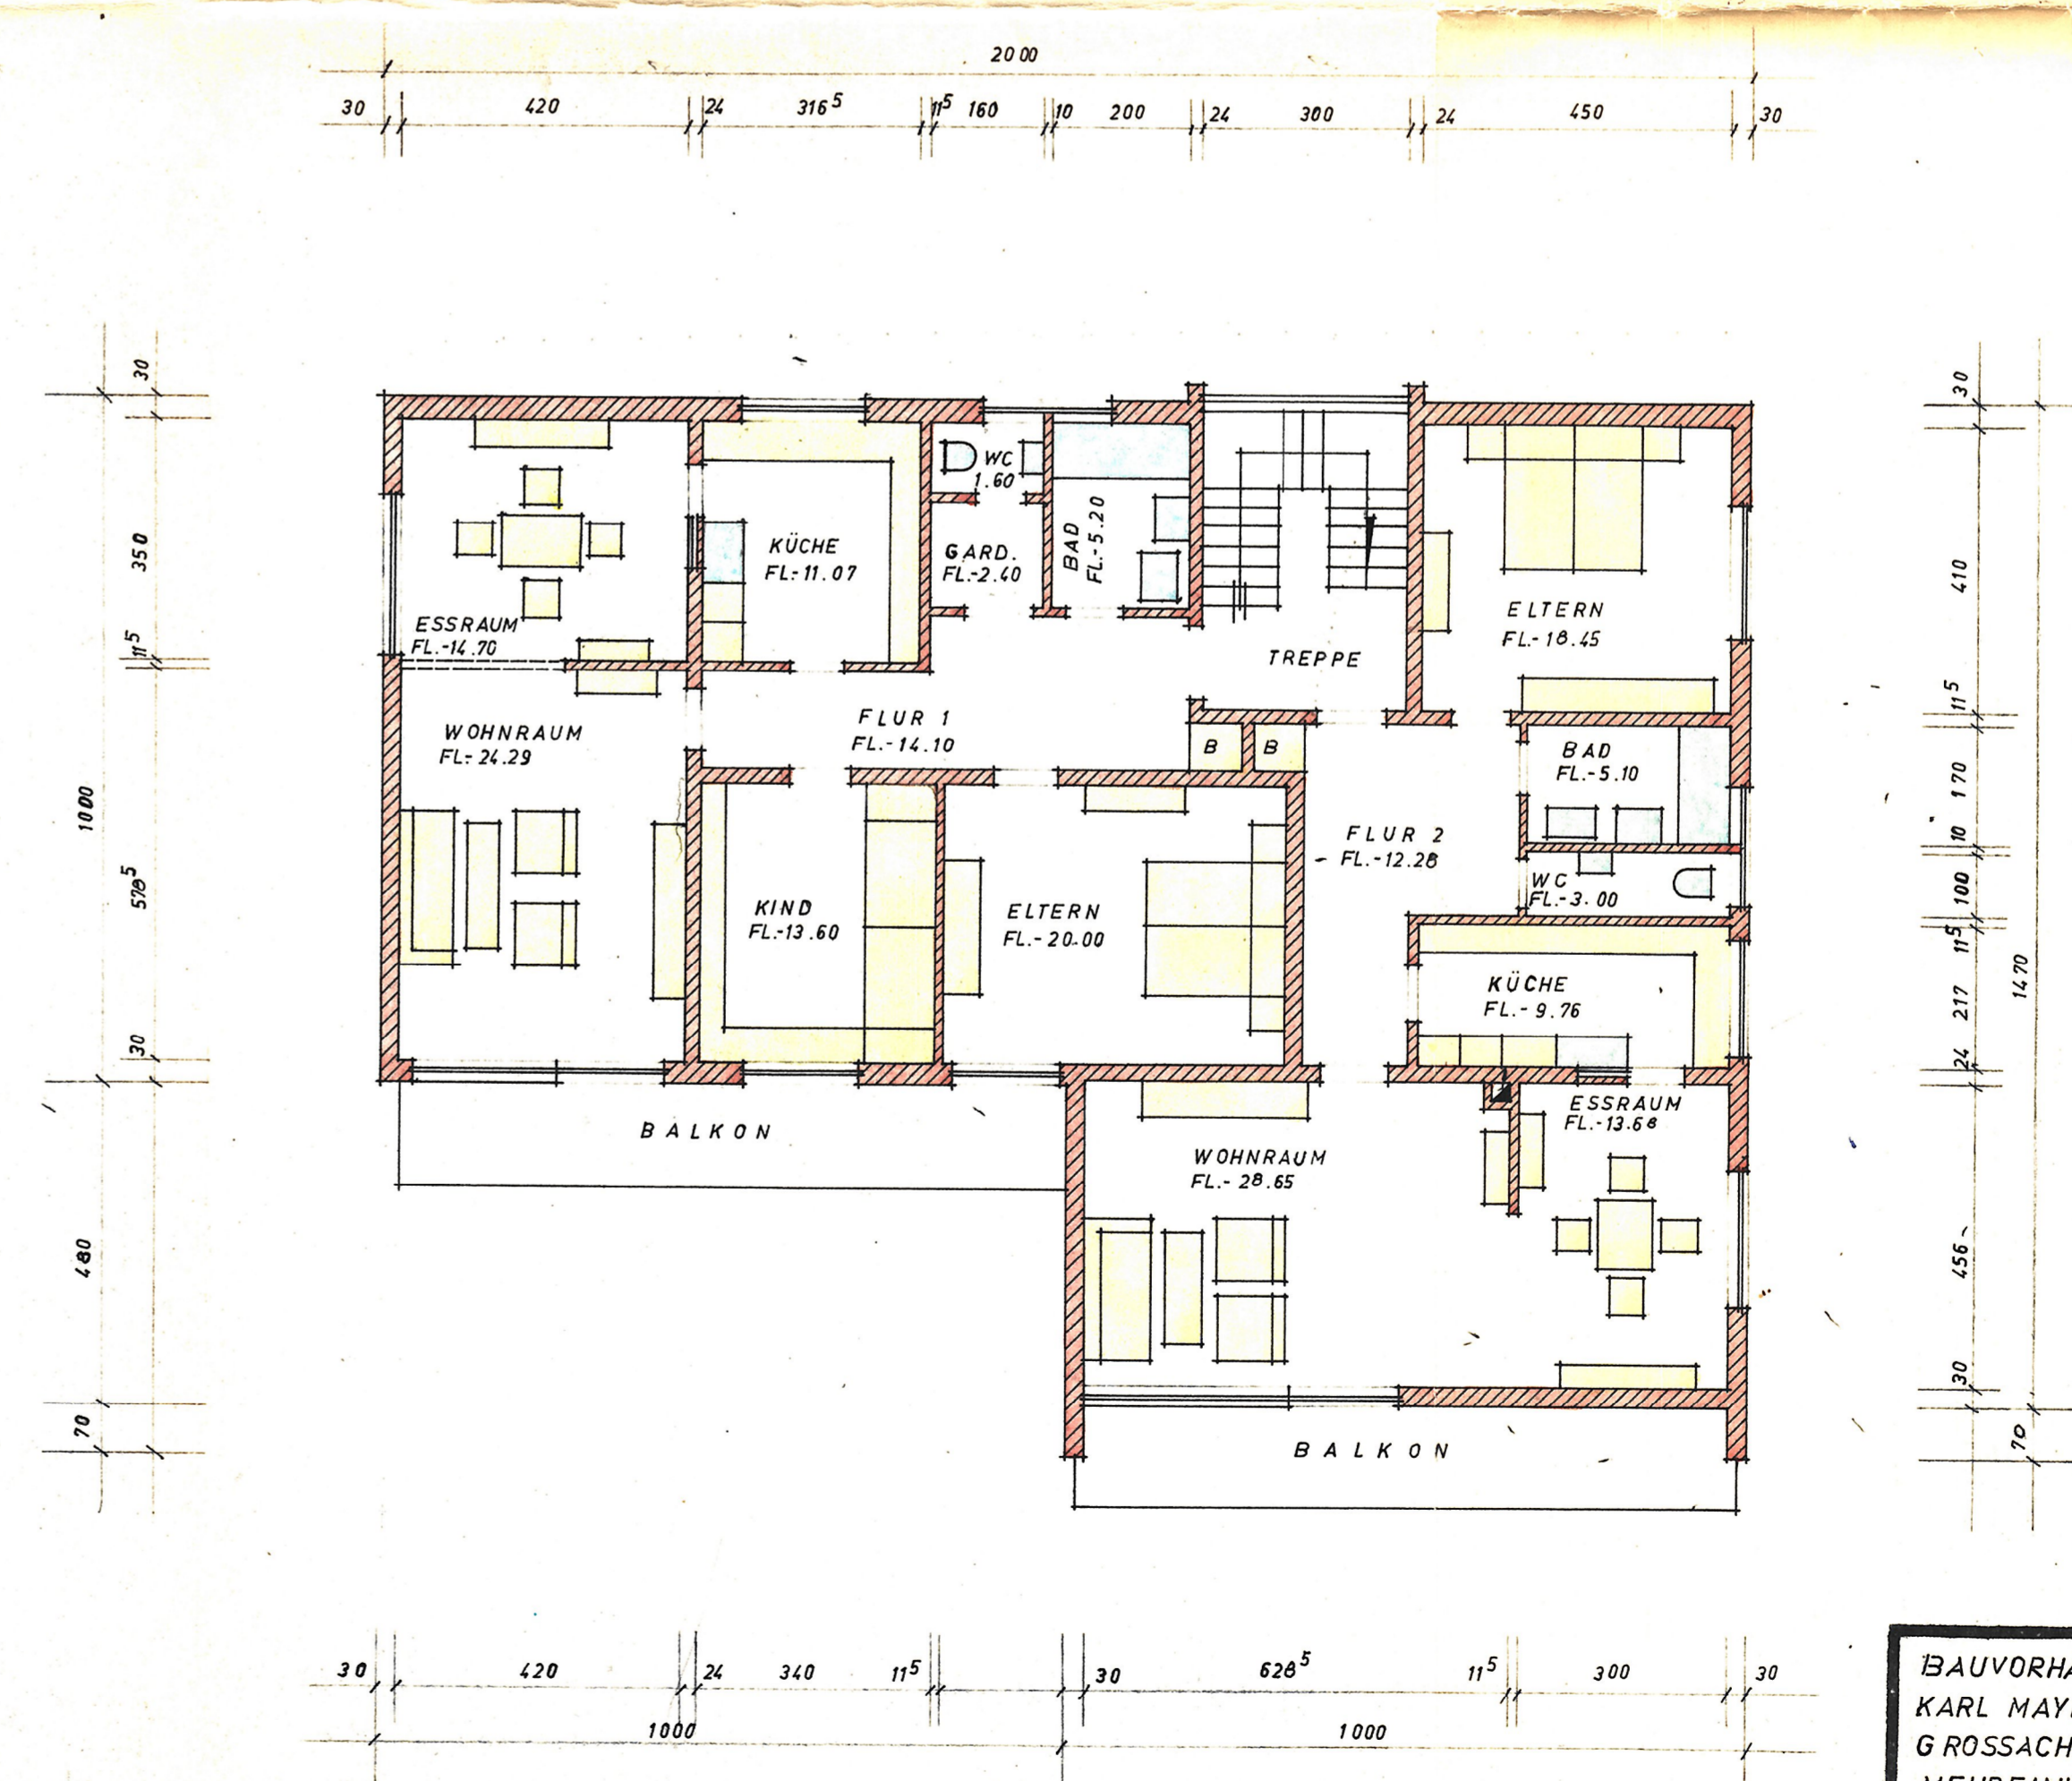 2000
30 420 24 316⁵ 11⁵ 160 10 200 24 300 24 450 30
30
350
11⁵
578⁵
30
1000
480
70
WC
1.60
KÜCHE
FL.-11.07
GARD.
FL.-2.40
BAD
FL.-5.20
ESSRAUM
FL.-14.70
ELTERN
FL.-18.45
TREPPE
WOHNRAUM
FL.-24.29
FLUR 1
FL.-14.10
B B
BAD
FL.-5.10
FLUR 2
FL.-12.28
WC
FL.-3.00
KIND
FL.-13.60
ELTERN
FL.-20.00
KÜCHE
FL.-9.76
BALKON
ESSRAUM
FL.-13.68
WOHNRAUM
FL.-28.65
BALKON
30
410
11⁵
170
10
100
11⁵
217
24
456
30
1470
70
30 420 24 340 11⁵ 30 628⁵ 11⁵ 300 30
1000 1000
BAUVORHA
KARL MAY
GROSSACH